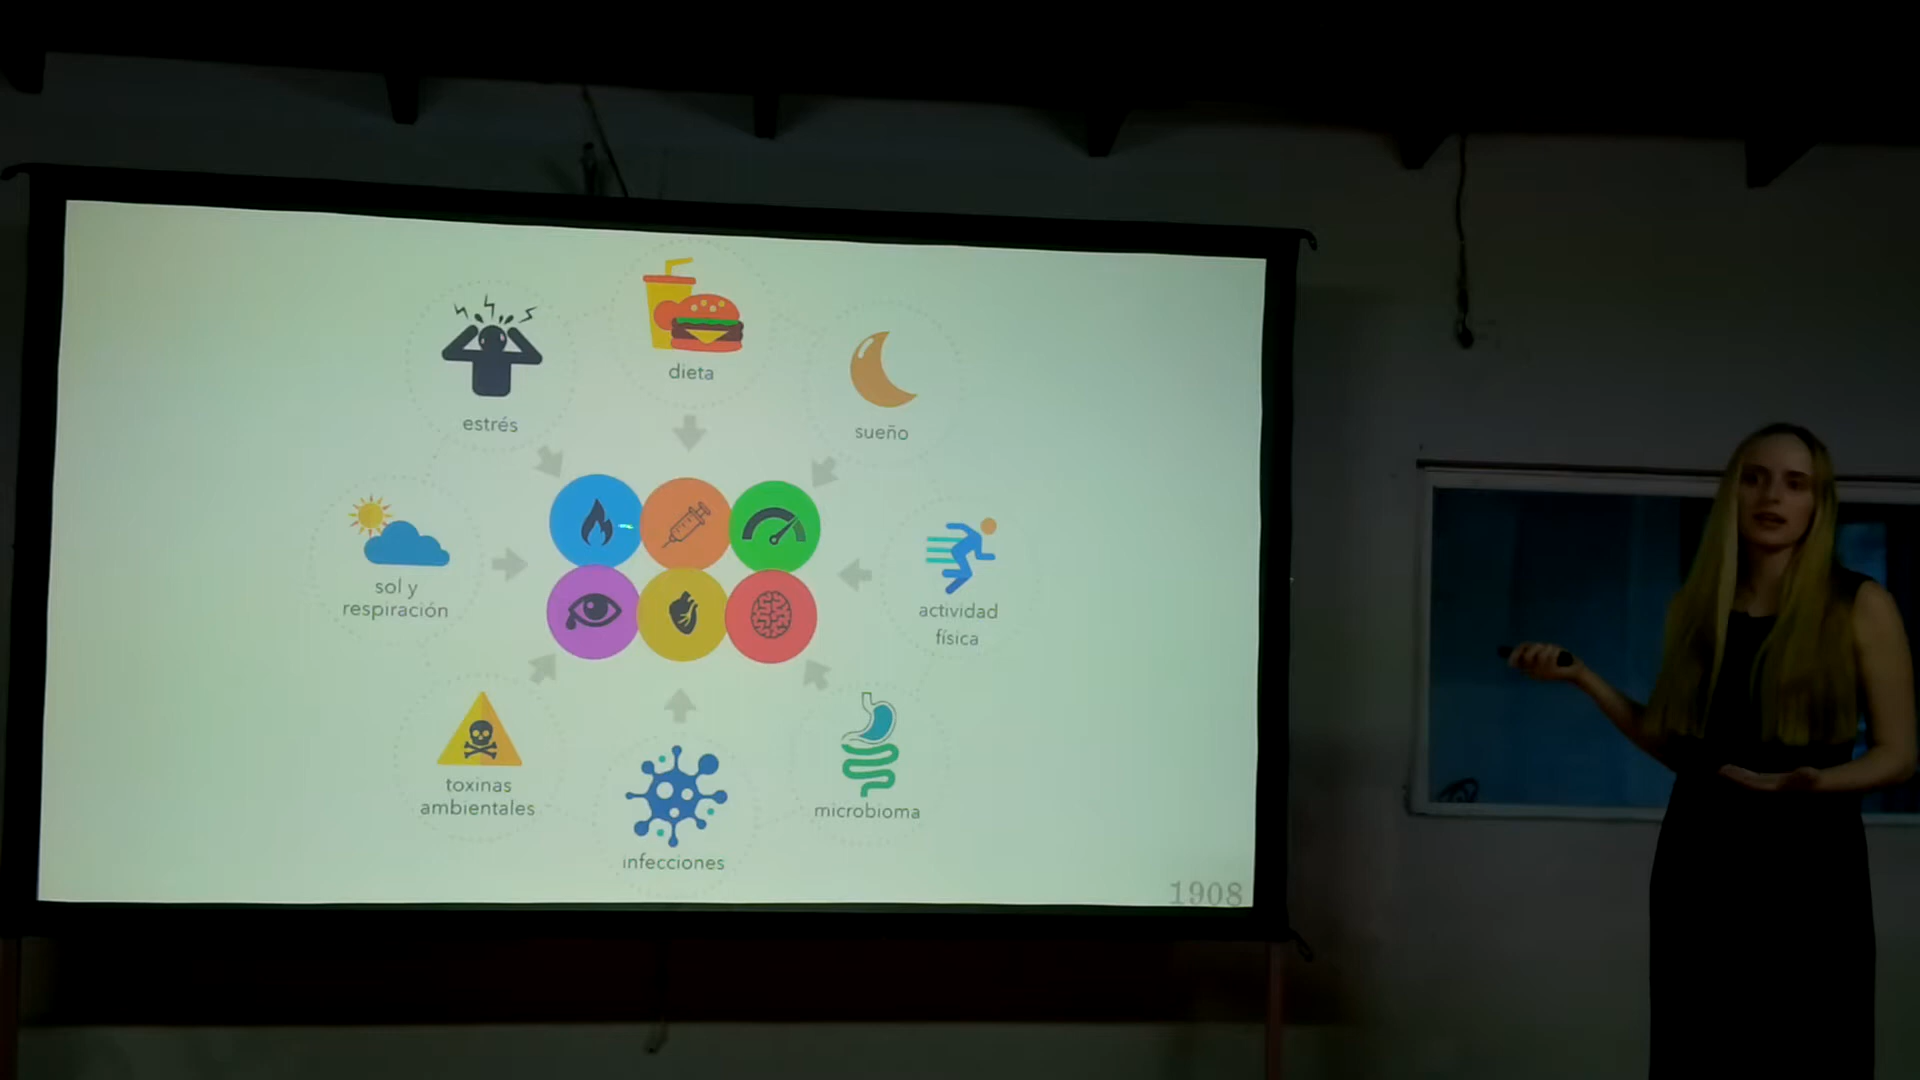 dieta
estrés
sueño
sol y
respiración
actividad
física
toxinas
ambientales
microbioma
infecciones
1908